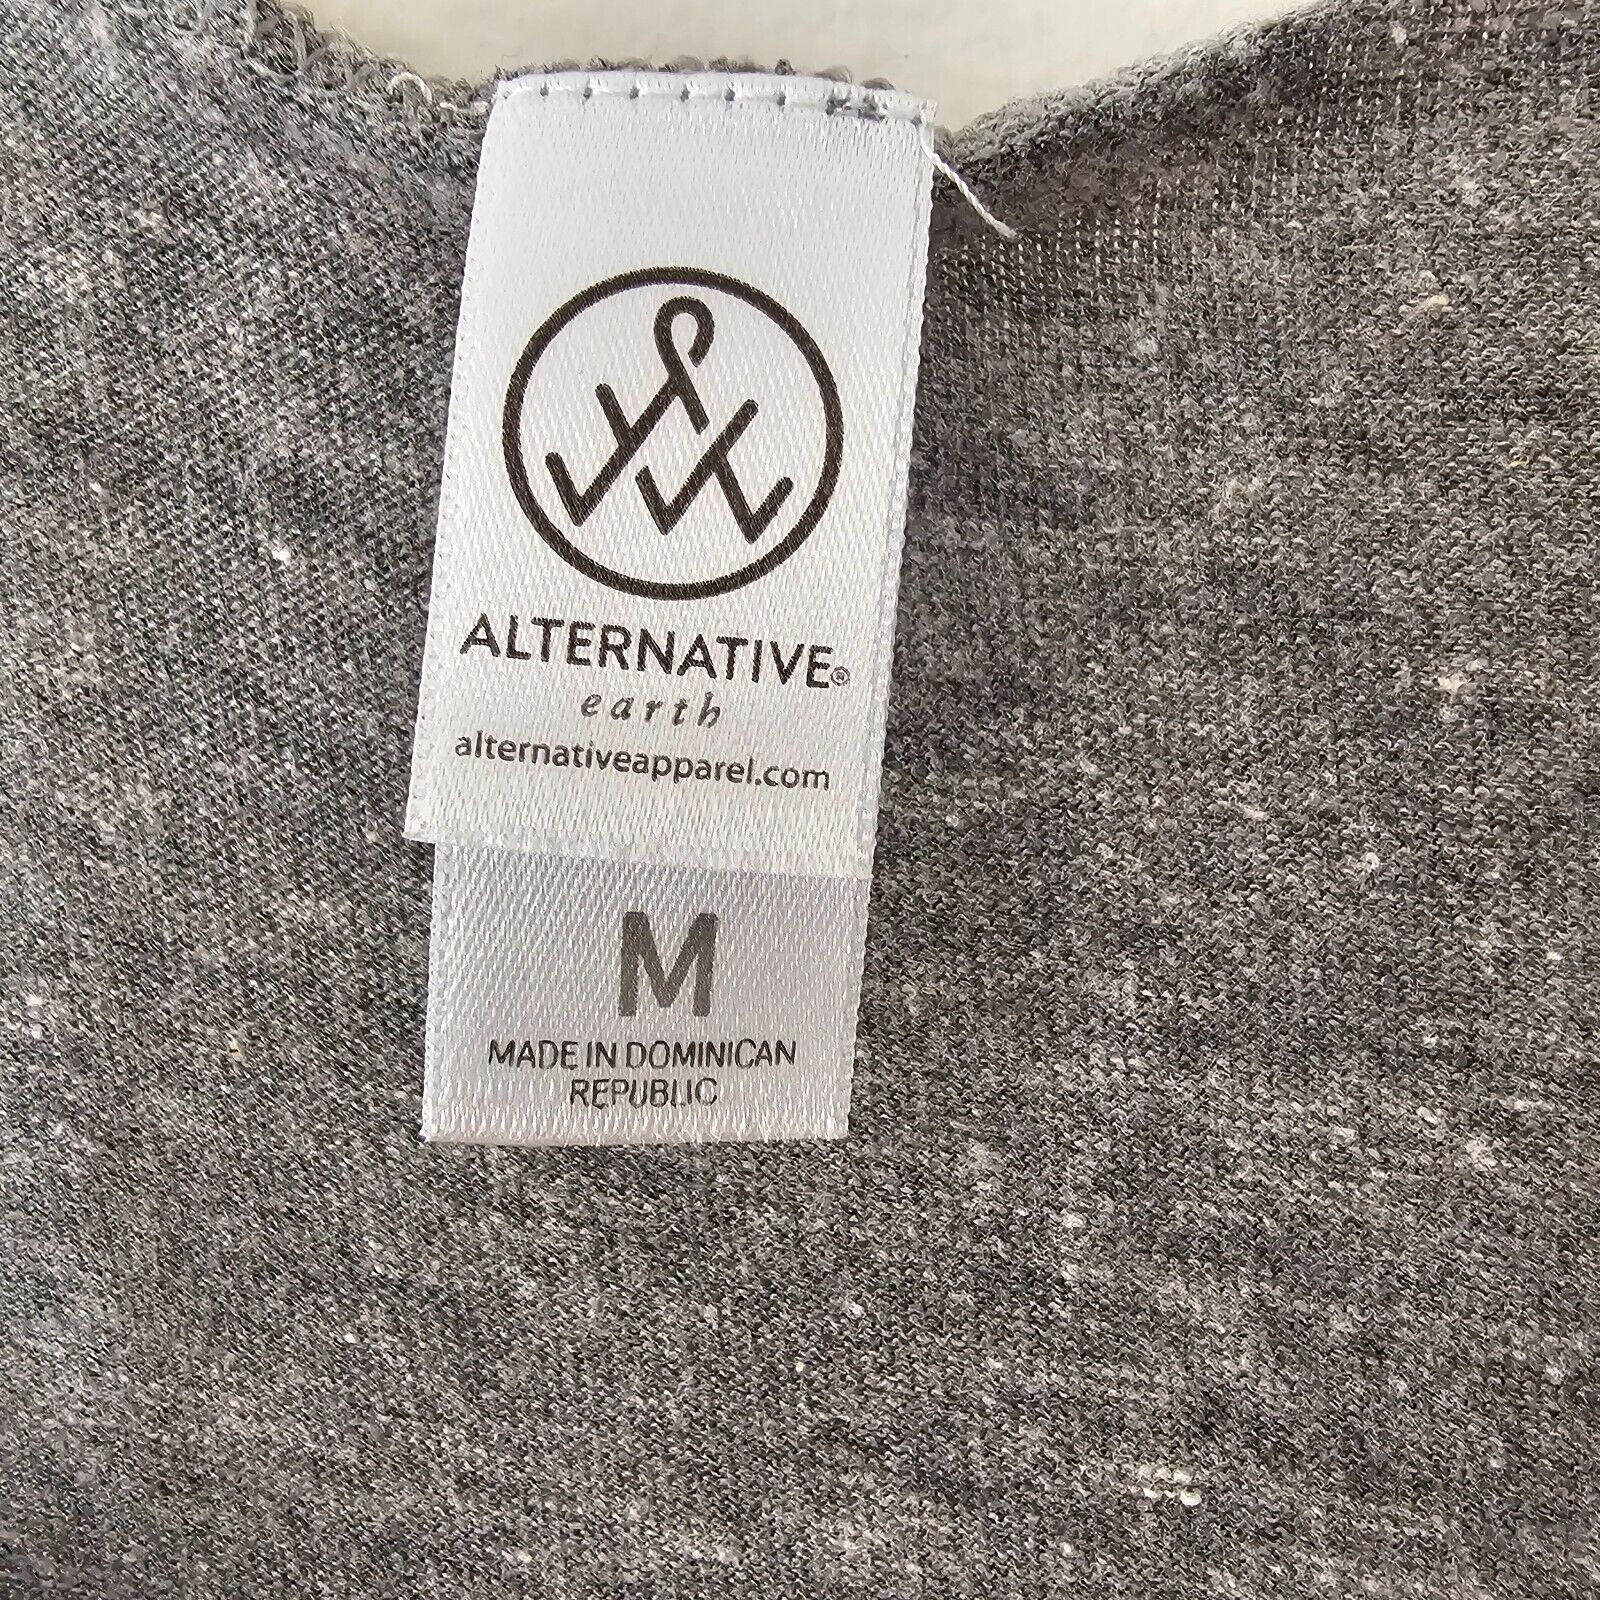 ALTERNATIVE®
earth
alternativeapparel.com
M
MADE IN DOMINICAN
REPUBLIC